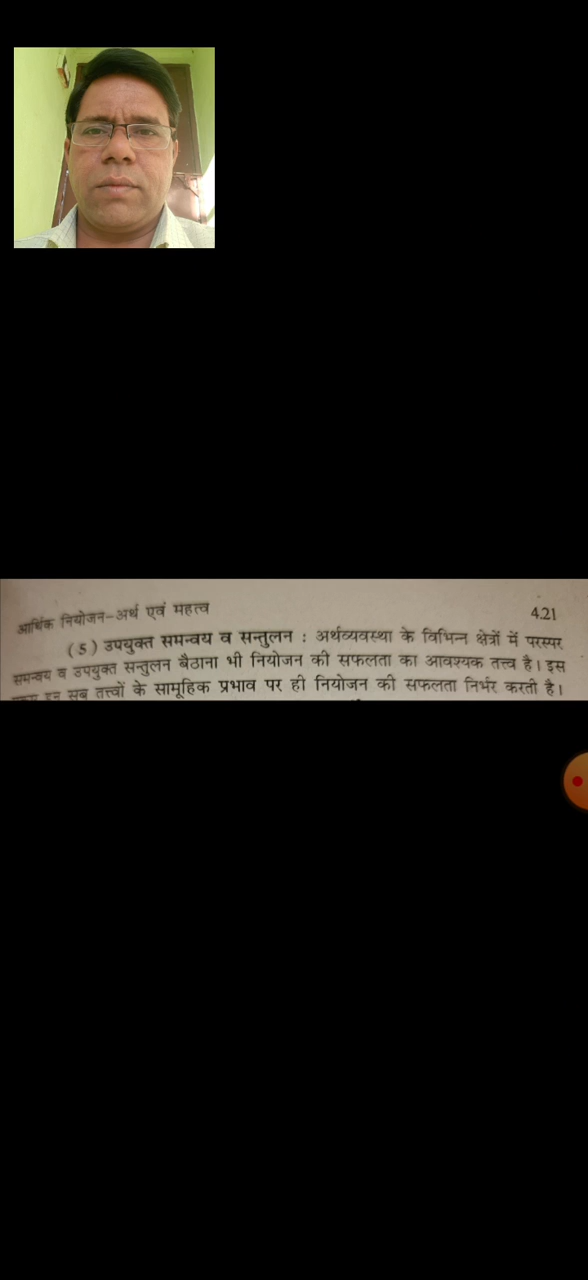 आर्थिक नियोजन-अर्थ एवं महत्व 4.21
(5) उपयुक्त समन्वय व सन्तुलन : अर्थव्यवस्था के विभिन्न क्षेत्रों में परस्पर
समन्वय व उपयुक्त सन्तुलन बैठाना भी नियोजन की सफलता का आवश्यक तत्त्व है। इस
इन सब तत्त्वों के सामूहिक प्रभाव पर ही नियोजन की सफलता निर्भर करती है।